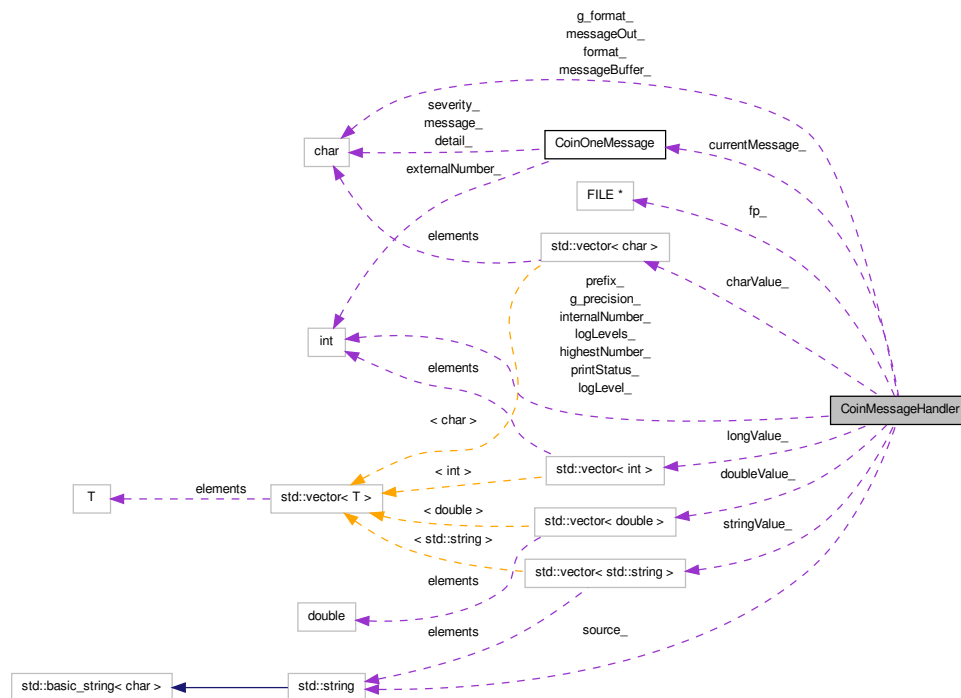 g_format_
messageOut_
format_
messageBuffer_
severity_
message_
detail_
char
CoinOneMessage
currentMessage_
externalNumber_
FILE *
fp_
elements
std::vector< char >
charValue_
prefix_
g_precision_
internalNumber_
logLevels_
highestNumber_
printStatus_
logLevel_
int
elements
CoinMessageHandler
< char >
longValue_
< int >
std::vector< int >
doubleValue_
T
elements
std::vector< T >
< double >
std::vector< double >
stringValue_
< std::string >
std::vector< std::string >
elements
double
elements
source_
std::basic_string< char >
std::string